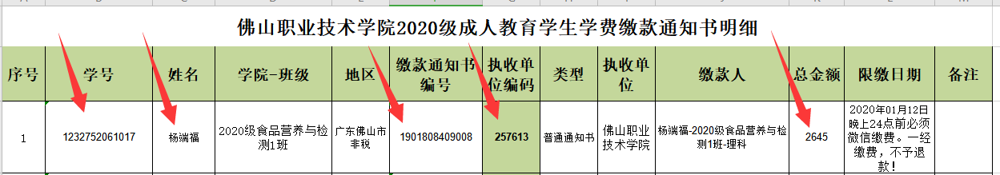 佛山职业技术学院2020级成人教育学生学费缴款通知书明细
序号 学号 姓名 学院-班级 地区 缴款通知书编号 执收单位编码 类型 执收单位 缴款人 总金额 限缴日期 备注
1 1232752061017 杨端福 2020级食品营养与检测1班 广东佛山市非税 1901808409008 257613 普通通知书 佛山职业技术学院 杨端福-2020级食品营养与检测1班-理科 2645 2020年01月12日晚上24点前必须微信缴费。一经缴费，不予退款！